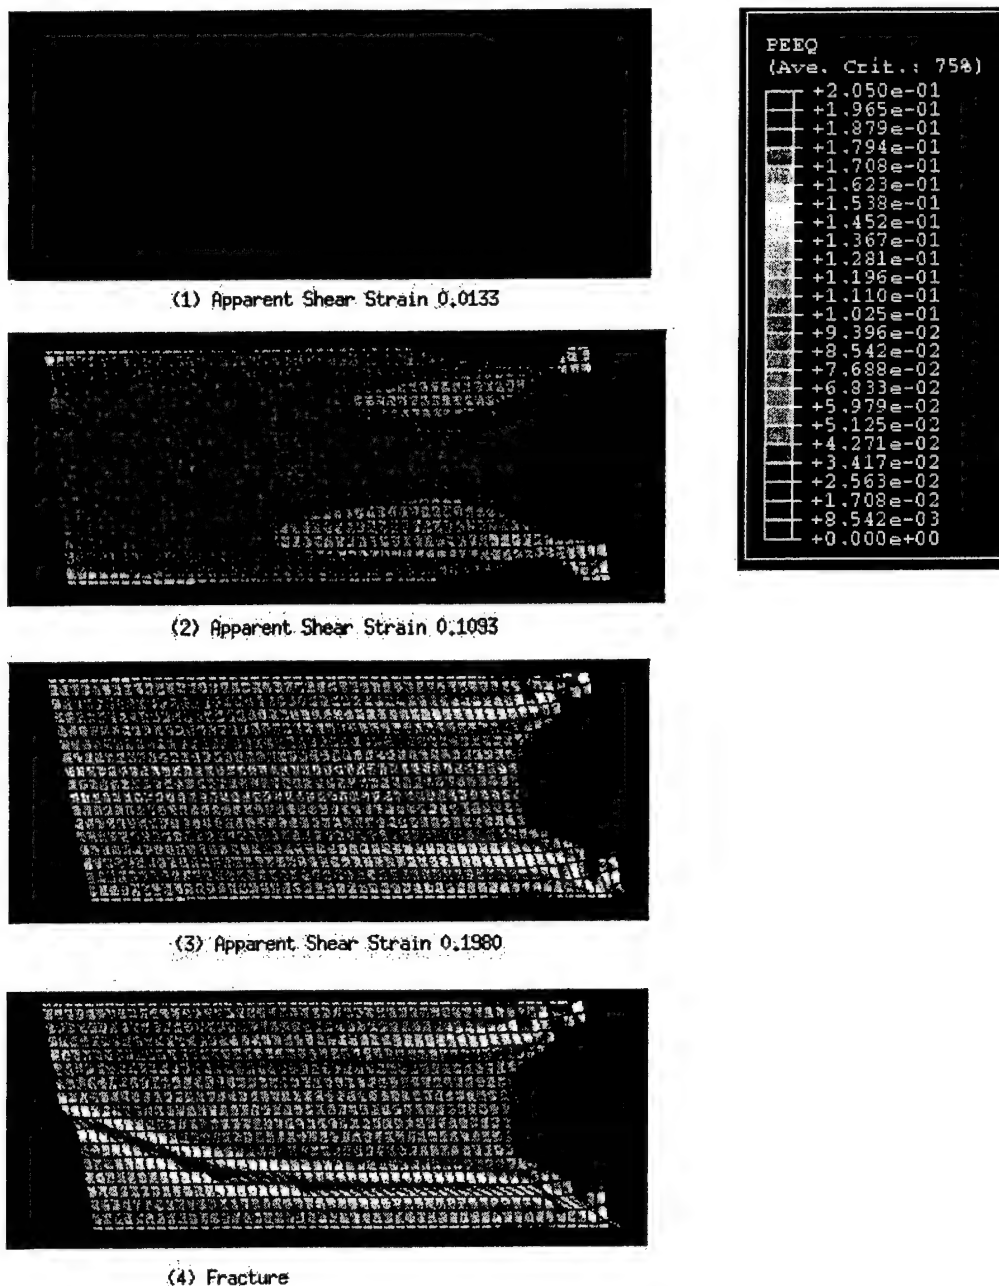 PEEQ
(Ave. Crit.: 75%)
+2.050e-01
+1.965e-01
+1.879e-01
+1.794e-01
+1.708e-01
+1.623e-01
+1.538e-01
+1.452e-01
+1.367e-01
+1.281e-01
+1.196e-01
+1.110e-01
+1.025e-01
+9.396e-02
+8.542e-02
+7.688e-02
+6.833e-02
+5.979e-02
+5.125e-02
+4.271e-02
+3.417e-02
+2.563e-02
+1.708e-02
+8.542e-03
+0.000e+00
(1) Apparent Shear Strain 0.0133
(2) Apparent Shear Strain 0.1093
(3) Apparent Shear Strain 0.1980
(4) Fracture